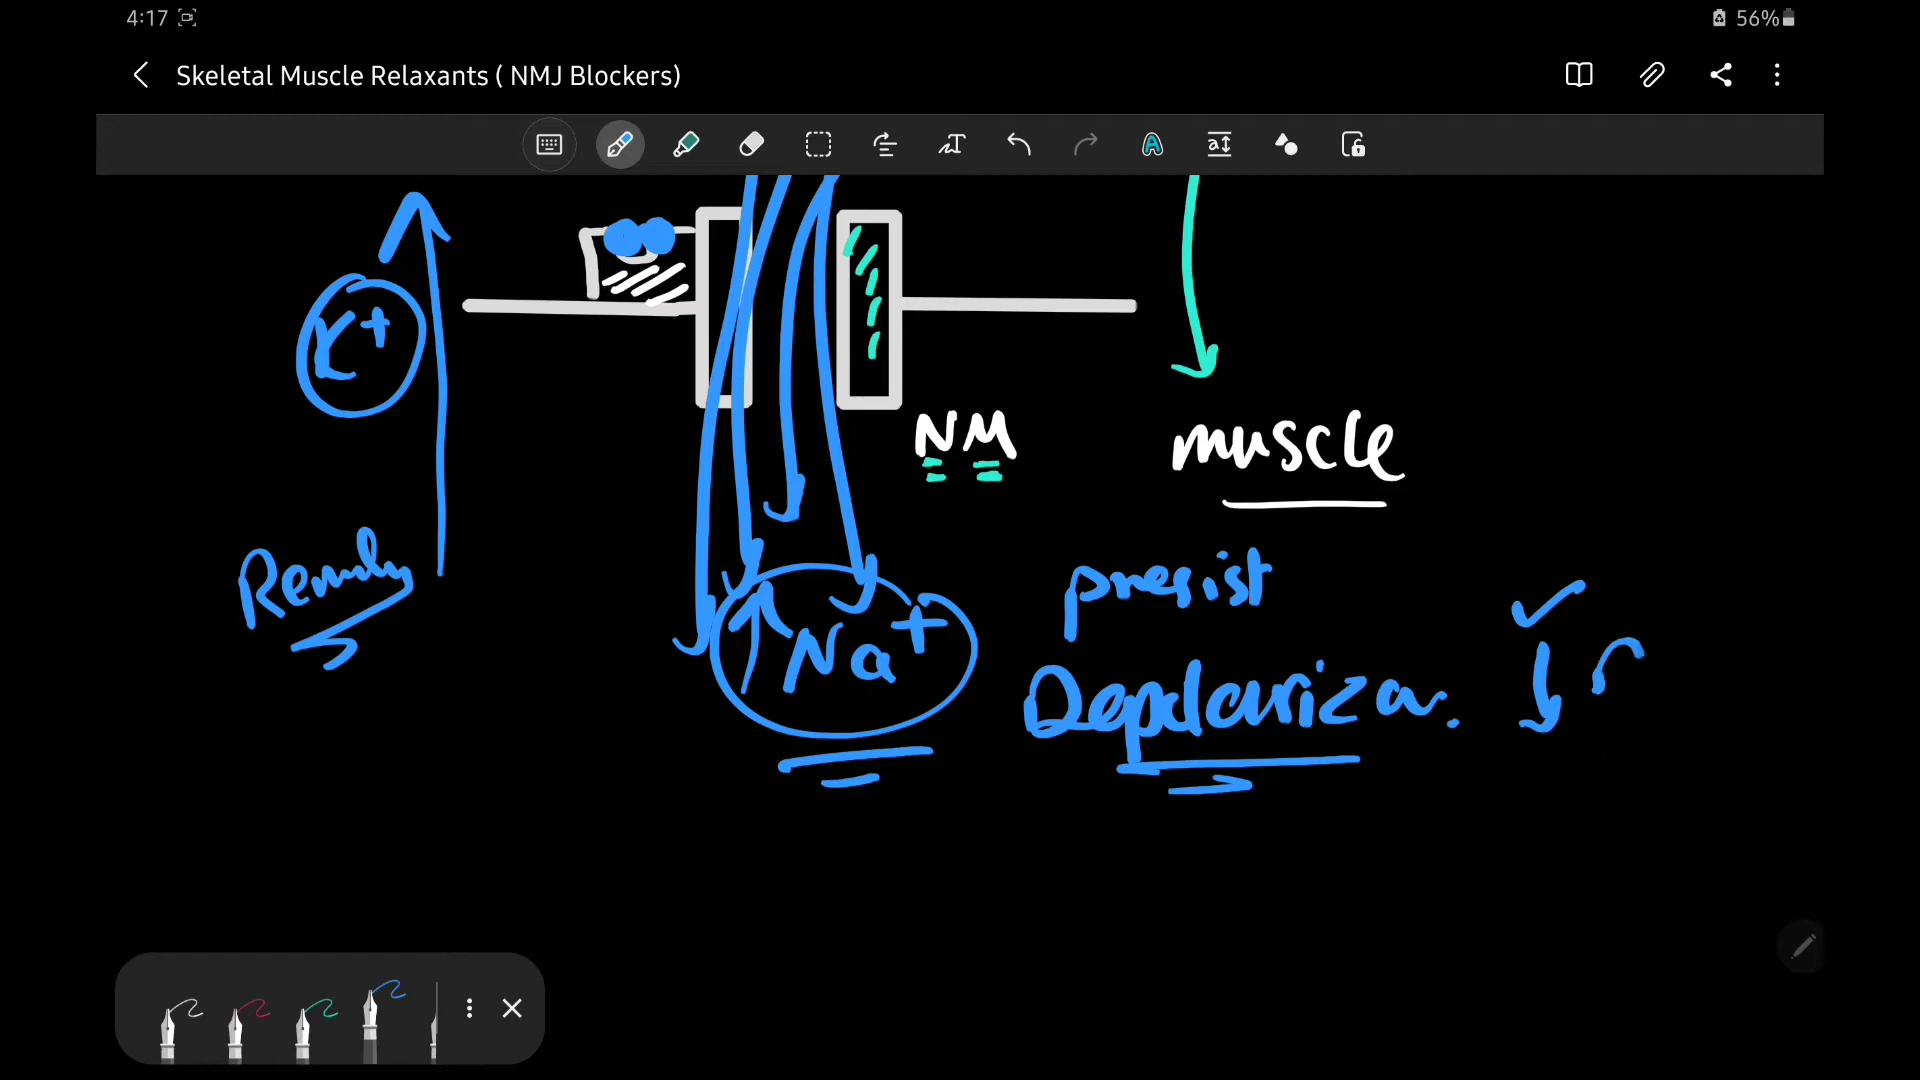 4:17
56%
Skeletal Muscle Relaxants ( NMJ Blockers)
K+
NM
muscle
presist
↑ Na+
Depolariza.